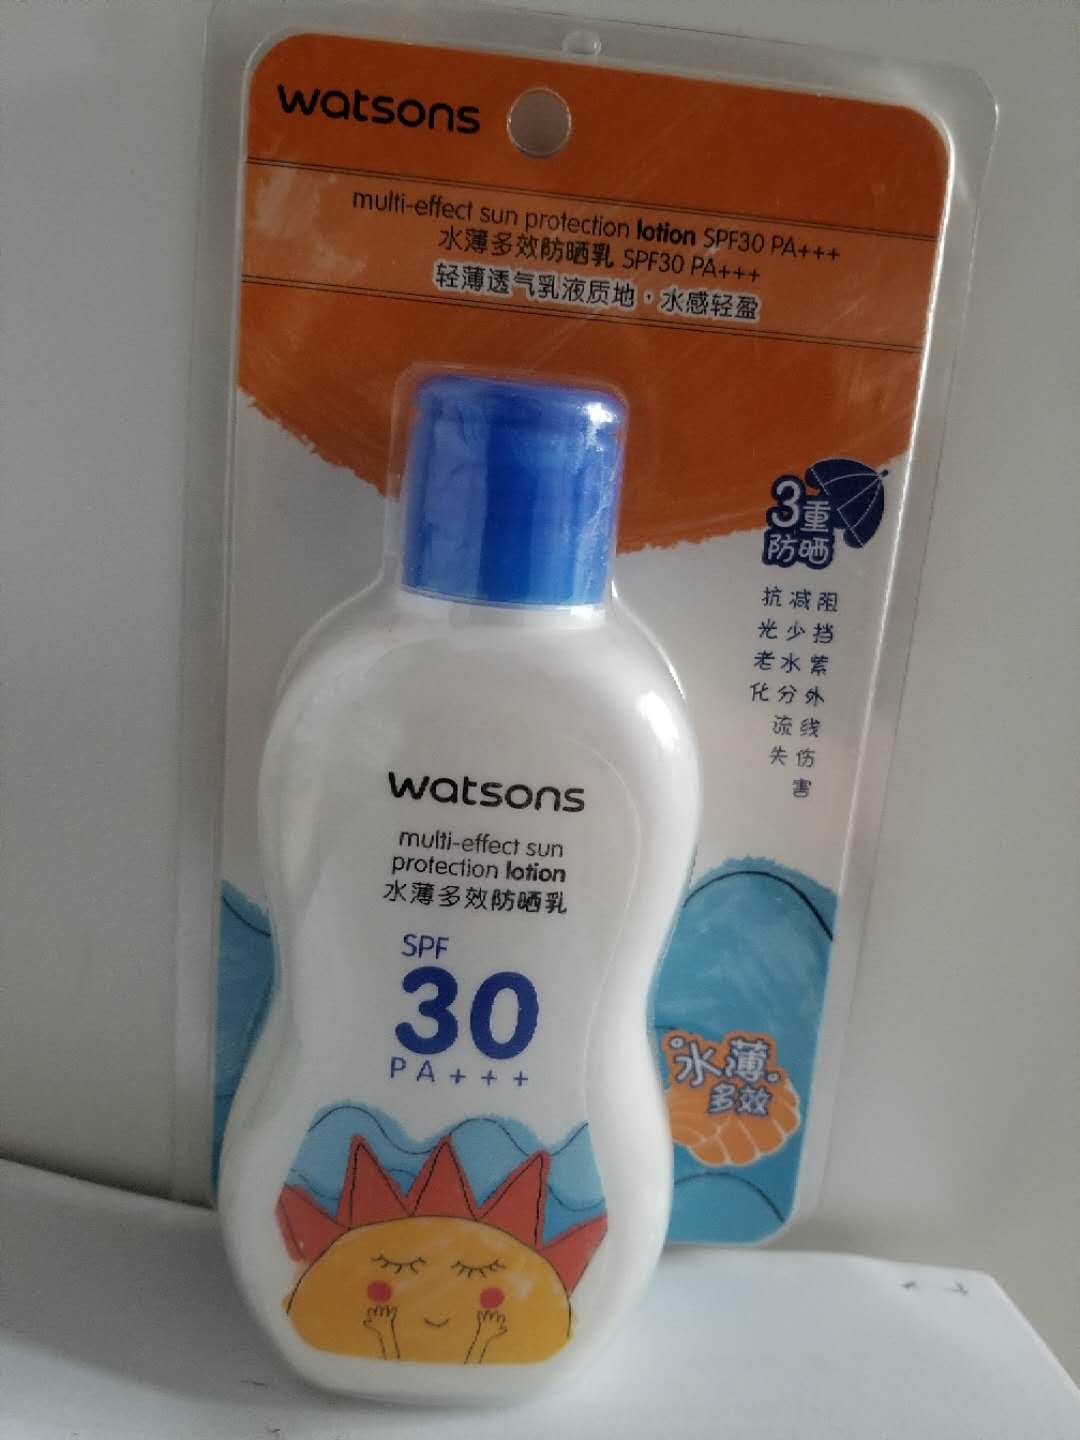 watsons
multi-effect sun protection lotion SPF30 PA+++
水薄多效防晒乳 SPF30 PA+++
轻薄透气乳液质地·水感轻盈
3重
防晒
阻挡紫外线伤害
减少水分流失
抗光老化
watsons
multi-effect sun
protection lotion
水薄多效防晒乳
SPF
30
PA+++
水薄
多效